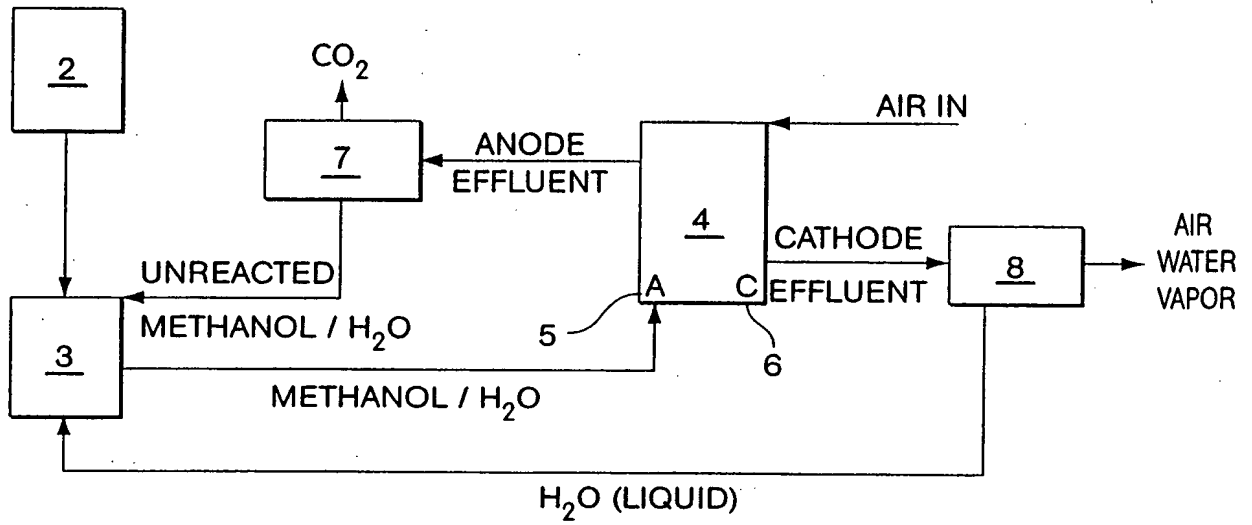 2
CO₂
AIR IN
7
ANODE
EFFLUENT
4
CATHODE
EFFLUENT
8
AIR
WATER
VAPOR
UNREACTED
METHANOL / H₂O
A
C
5
6
3
METHANOL / H₂O
H₂O (LIQUID)